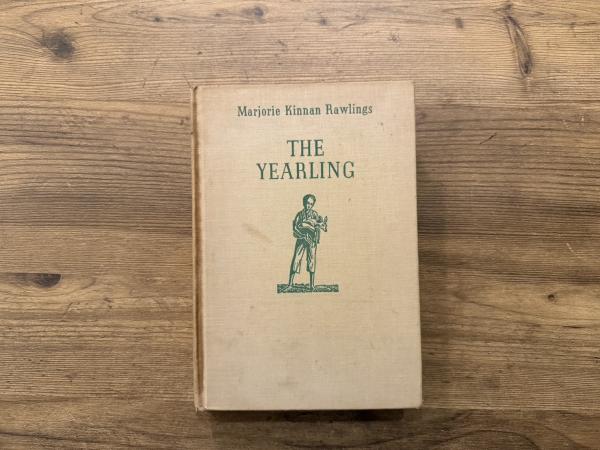 Marjorie Kinnan Rawlings
THE
YEARLING